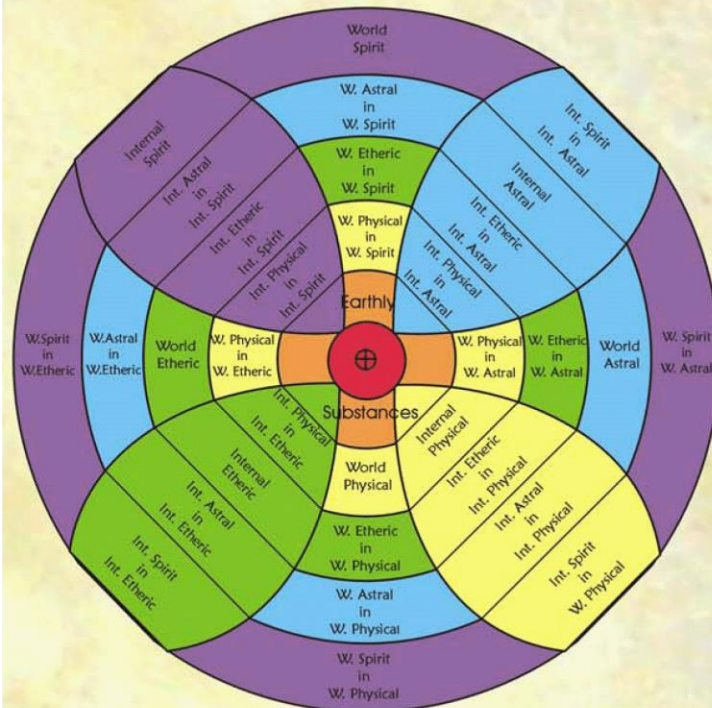 World
Spirit
W. Astral
in
W. Spirit
W. Etheric
in
W. Spirit
W. Physical
in
W. Spirit
Internal
Spirit
Int. Astral
in
Int. Spirit
Int. Etheric
in
Int. Spirit
Int. Physical
in
Int. Spirit
Int. Spirit
in
Int. Astral
Internal
Astral
Int. Etheric
in
Int. Astral
Int. Physical
in
Int. Astral
Earthly
Substances
W.Spirit
in
W.Etheric
W.Astral
in
W.Etheric
World
Etheric
W. Physical
in
W. Etheric
W. Physical
in
W. Astral
W. Etheric
in
W. Astral
World
Astral
W. Spirit
in
W. Astral
Int. Physical
in
Int. Etheric
Internal
Etheric
Int. Astral
in
Int. Etheric
Int. Spirit
in
Int. Etheric
Internal
Physical
Int. Etheric
in
Int. Physical
Int. Astral
in
Int. Physical
Int. Spirit
in
W. Physical
World
Physical
W. Etheric
in
W. Physical
W. Astral
in
W. Physical
W. Spirit
in
W. Physical